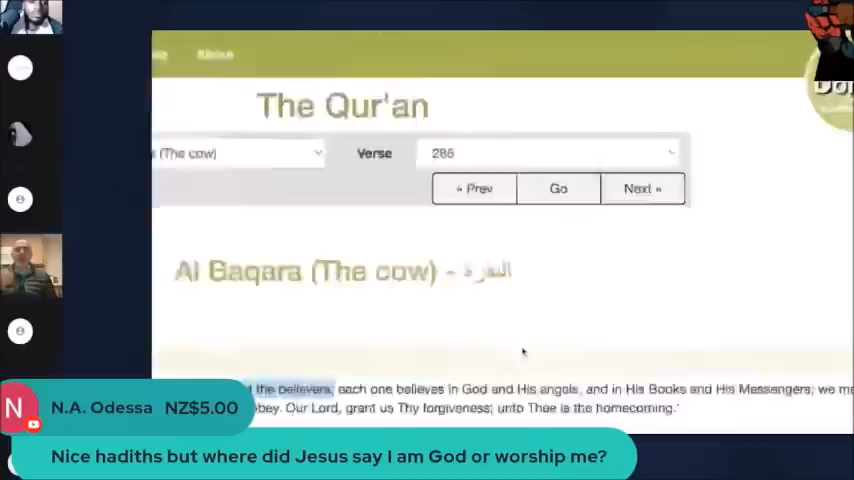 About
The Qur'an
(The cow) Verse 286
« Prev Go Next »
Al Baqara (The cow) - البقرة
the believers; each one believes in God and His angels, and in His Books and His Messengers; we
Our Lord, grant us Thy forgiveness; unto Thee is the homecoming.'
N N.A. Odessa NZ$5.00
Nice hadiths but where did Jesus say I am God or worship me?